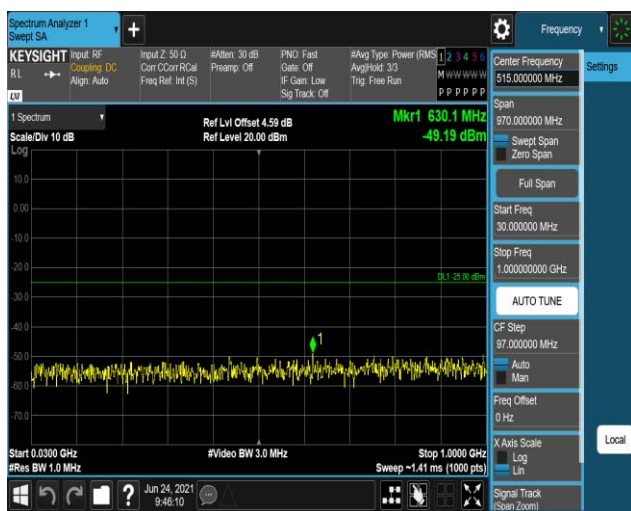 Spectrum Analyzer 1
Swept SA
Frequency
KEYSIGHT
RL
LXI
Input: RF
Coupling: DC
Align: Auto
Input Z: 50 Ω
Corr CCorr RCal
Freq Ref: Int (S)
#Atten: 30 dB
Preamp: Off
PNO: Fast
Gate: Off
IF Gain: Low
Sig Track: Off
#Avg Type: Power (RMS
Avg|Hold: 3/3
Trig: Free Run
1 2 3 4 5 6
M W W W W W
P P P P P P
1 Spectrum
Scale/Div 10 dB
Log
Ref Lvl Offset 4.59 dB
Ref Level 20.00 dBm
Mkr1 630.1 MHz
-49.19 dBm
10.0
0.00
-10.0
-20.0
-30.0
-40.0
-50.0
-60.0
-70.0
DL1 -25.00 dBm
1
Start 0.0300 GHz
#Res BW 1.0 MHz
#Video BW 3.0 MHz
Stop 1.0000 GHz
Sweep ~1.41 ms (1000 pts)
?
Jun 24, 2021
9:46:10
Center Frequency
515.000000 MHz
Span
970.000000 MHz
Swept Span
Zero Span
Full Span
Start Freq
30.000000 MHz
Stop Freq
1.000000000 GHz
AUTO TUNE
CF Step
97.000000 MHz
Auto
Man
Freq Offset
0 Hz
X Axis Scale
Log
Lin
Signal Track
(Span Zoom)
Settings
Local